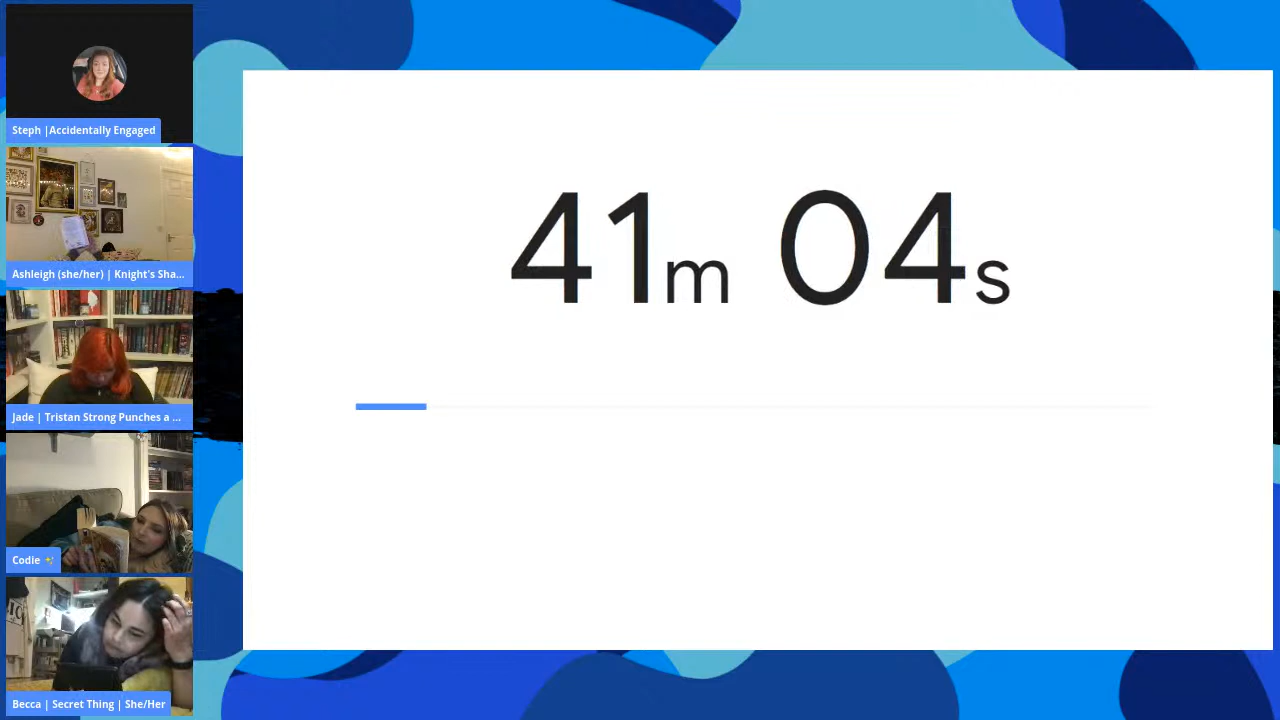 Steph |Accidentally Engaged
Ashleigh (she/her) | Knight's Sha...
Jade | Tristan Strong Punches a ...
Codie ✨
Becca | Secret Thing | She/Her
41m 04s